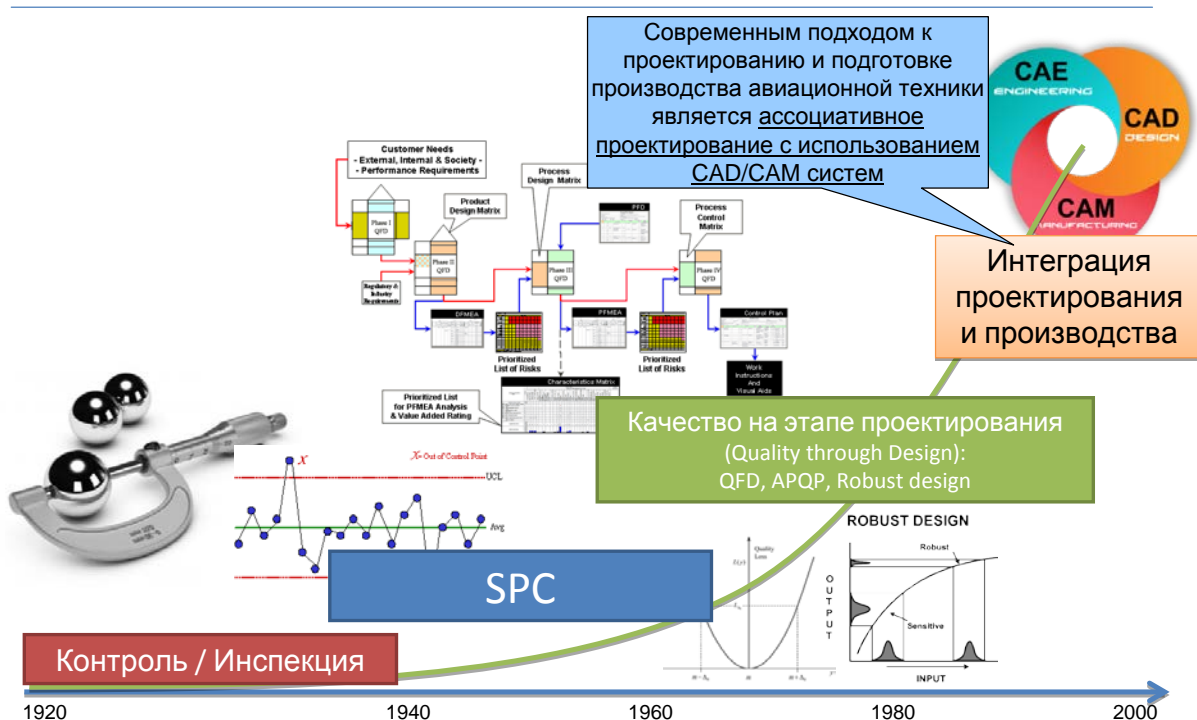 Современным подходом к
проектированию и подготовке
производства авиационной техники
является ассоциативное
проектирование с использованием
CAD/CAM систем
CAE
ENGINEERING
CAD
DESIGN
CAM
MANUFACTURING
Интеграция
проектирования
и производства
Customer Needs
- External, Internal & Society -
- Performance Requirements
Product
Design Matrix
Process
Design Matrix
Process
Control
Matrix
PFD
Phase I
QFD
Phase II
QFD
Phase III
QFD
Phase IV
QFD
Regulatory &
Industry
Requirements
DFMEA
PFMEA
Control Plan
Prioritized
List of Risks
Prioritized
List of Risks
Work
Instructions
And
Visual Aids
Characteristics Matrix
Prioritized List
for PFMEA Analysis
& Value Added Rating
Качество на этапе проектирования
(Quality through Design):
QFD, APQP, Robust design
X
X= Out of Control Point
UCL
Avg
SPC
Quality
Loss
L(y)
m
ROBUST DESIGN
Robust
Sensitive
OUTPUT
INPUT
Контроль / Инспекция
1920
1940
1960
1980
2000